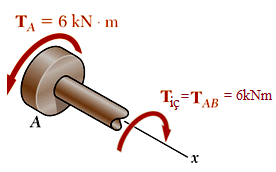 T_A = 6 kN · m
T_iç = T_AB = 6kNm
A
x